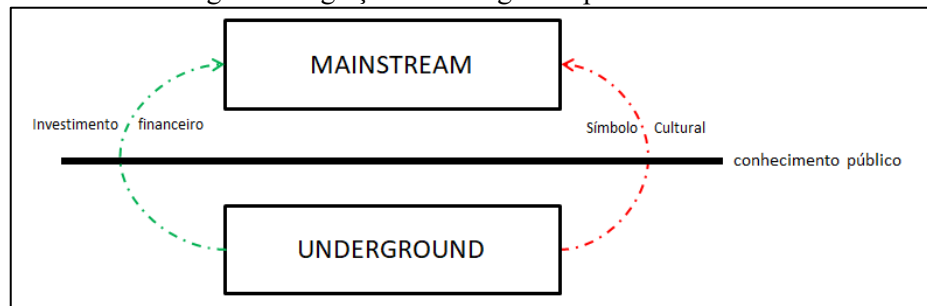 MAINSTREAM
Investimento financeiro
Símbolo Cultural
conhecimento público
UNDERGROUND